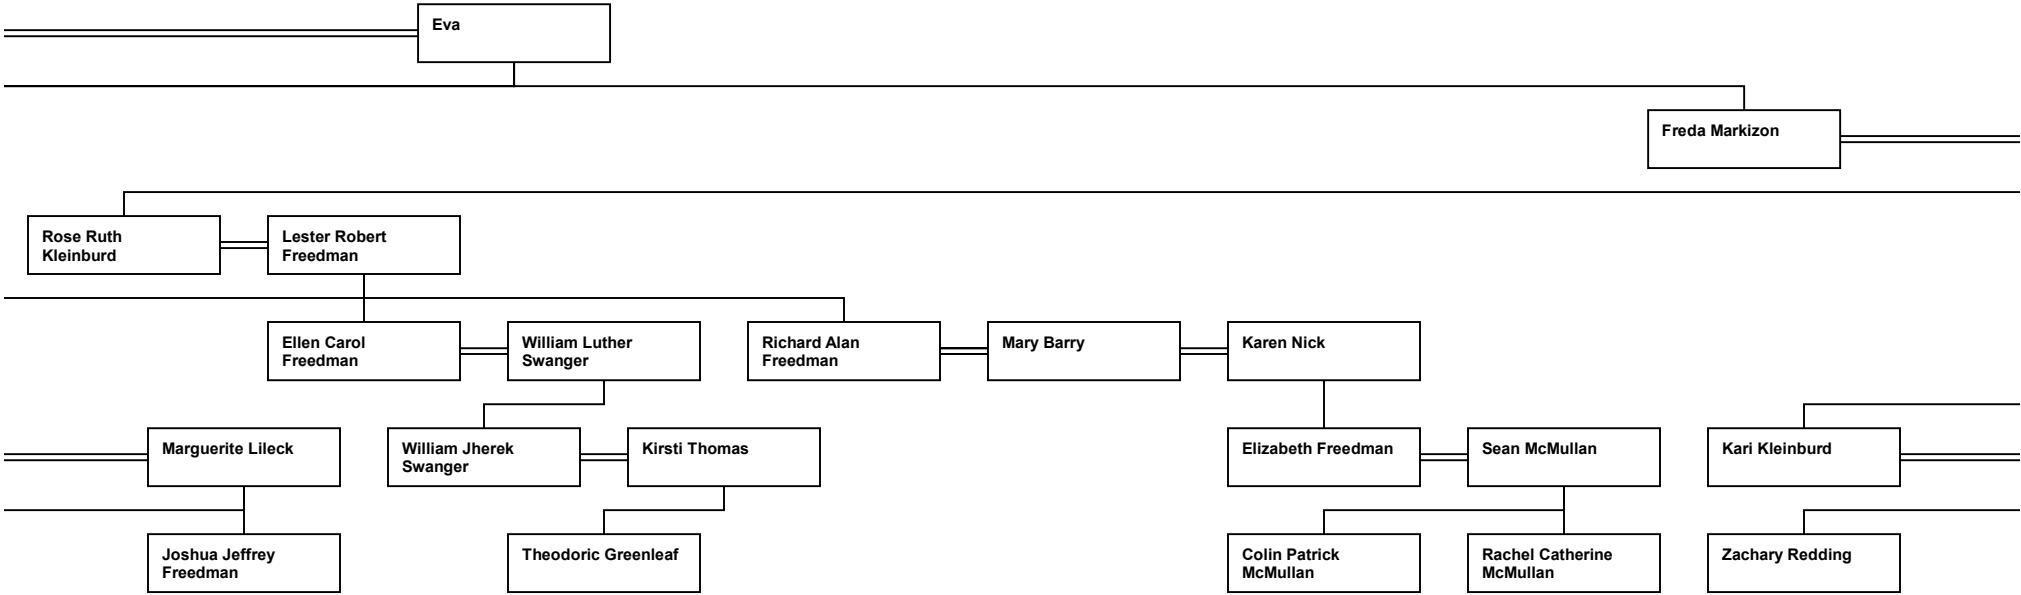 Eva
Freda Markizon
Rose Ruth
Kleinburd
Lester Robert
Freedman
Ellen Carol
Freedman
William Luther
Swanger
Richard Alan
Freedman
Mary Barry
Karen Nick
Marguerite Lileck
William Jherek
Swanger
Kirsti Thomas
Elizabeth Freedman
Sean McMullan
Kari Kleinburd
Joshua Jeffrey
Freedman
Theodoric Greenleaf
Colin Patrick
McMullan
Rachel Catherine
McMullan
Zachary Redding